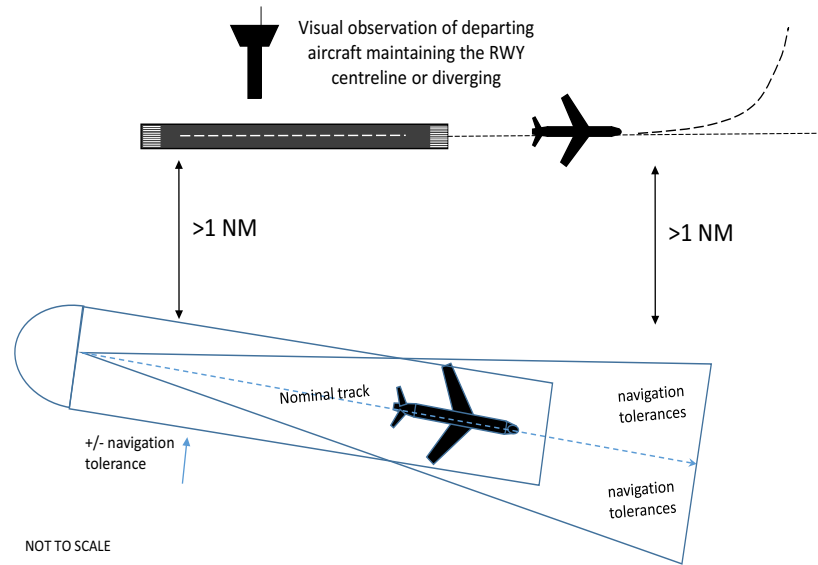 Visual observation of departing
aircraft maintaining the RWY
centreline or diverging
>1 NM
>1 NM
Nominal track
navigation
tolerances
+/- navigation
tolerance
navigation
tolerances
NOT TO SCALE